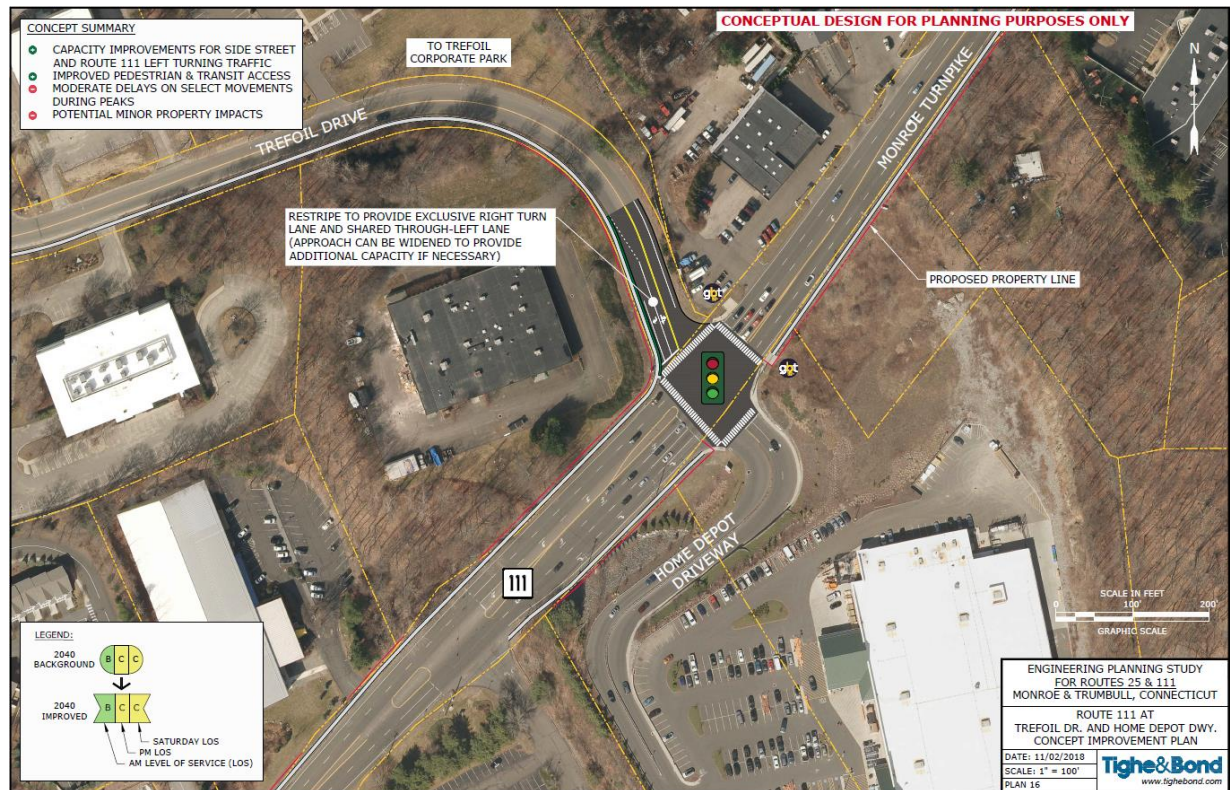 CONCEPT SUMMARY
CAPACITY IMPROVEMENTS FOR SIDE STREET
AND ROUTE 111 LEFT TURNING TRAFFIC
IMPROVED PEDESTRIAN & TRANSIT ACCESS
MODERATE DELAYS ON SELECT MOVEMENTS
DURING PEAKS
POTENTIAL MINOR PROPERTY IMPACTS
TO TREFOIL
CORPORATE PARK
CONCEPTUAL DESIGN FOR PLANNING PURPOSES ONLY
N
TREFOIL DRIVE
MONROE TURNPIKE
RESTRIPE TO PROVIDE EXCLUSIVE RIGHT TURN
LANE AND SHARED THROUGH-LEFT LANE
(APPROACH CAN BE WIDENED TO PROVIDE
ADDITIONAL CAPACITY IF NECESSARY)
PROPOSED PROPERTY LINE
gbt
gbt
HOME DEPOT
DRIVEWAY
111
SCALE IN FEET
0 100' 200'
GRAPHIC SCALE
LEGEND:
2040
BACKGROUND
B C C
2040
IMPROVED
B C C
SATURDAY LOS
PM LOS
AM LEVEL OF SERVICE (LOS)
ENGINEERING PLANNING STUDY
FOR ROUTES 25 & 111
MONROE & TRUMBULL, CONNECTICUT
ROUTE 111 AT
TREFOIL DR. AND HOME DEPOT DWY.
CONCEPT IMPROVEMENT PLAN
DATE: 11/02/2018
SCALE: 1" = 100'
PLAN 16
Tighe&Bond
www.tighebond.com